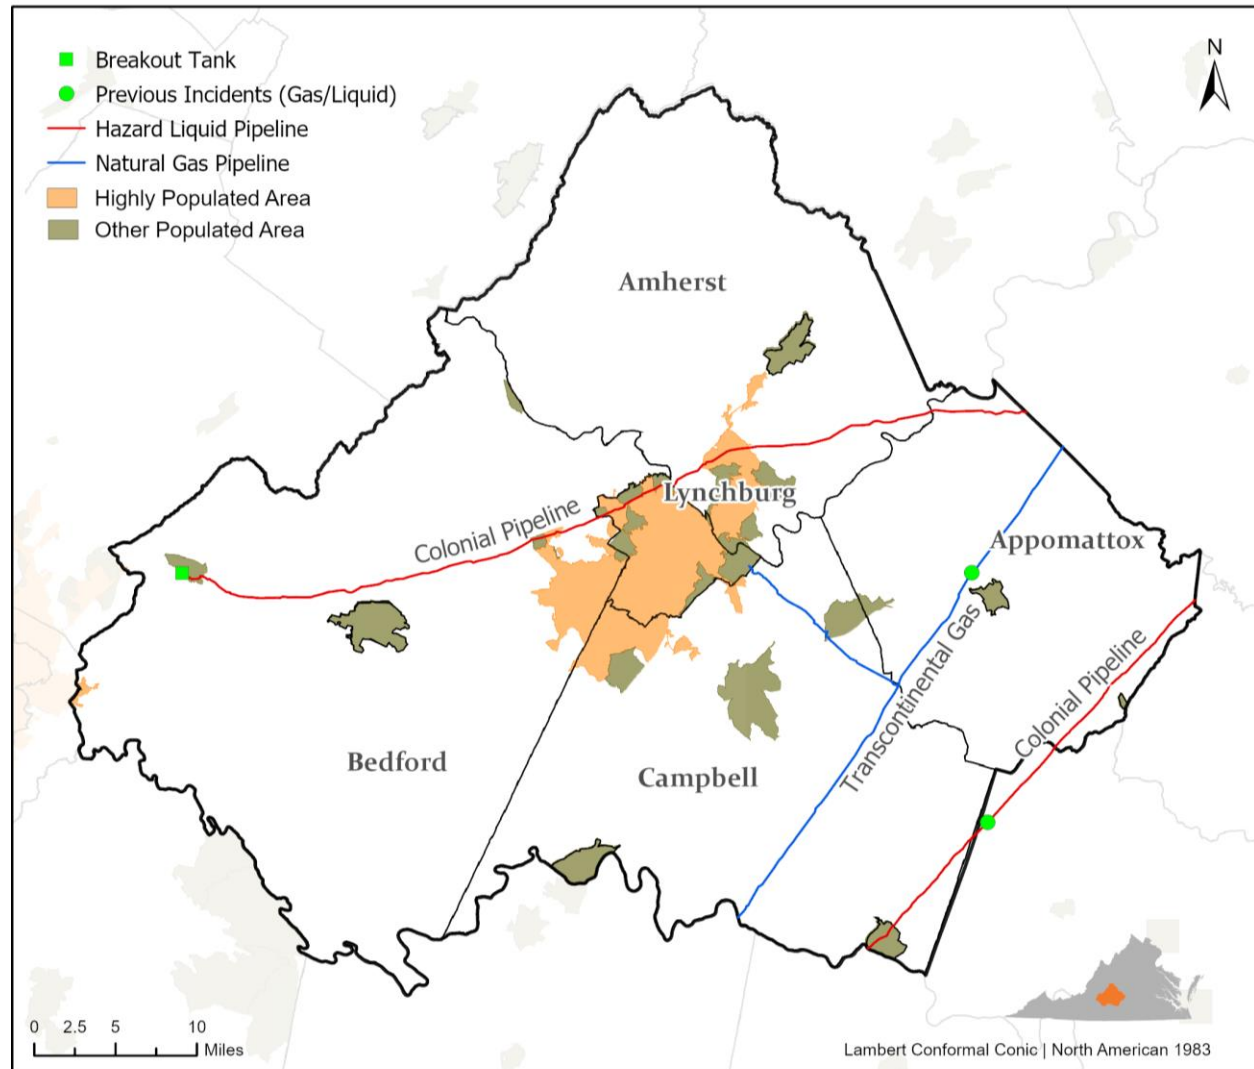 Breakout Tank
Previous Incidents (Gas/Liquid)
Hazard Liquid Pipeline
Natural Gas Pipeline
Highly Populated Area
Other Populated Area
N
Amherst
Lynchburg
Colonial Pipeline
Appomattox
Transcontinental Gas
Colonial Pipeline
Bedford
Campbell
0 2.5 5 10
Miles
Lambert Conformal Conic | North American 1983